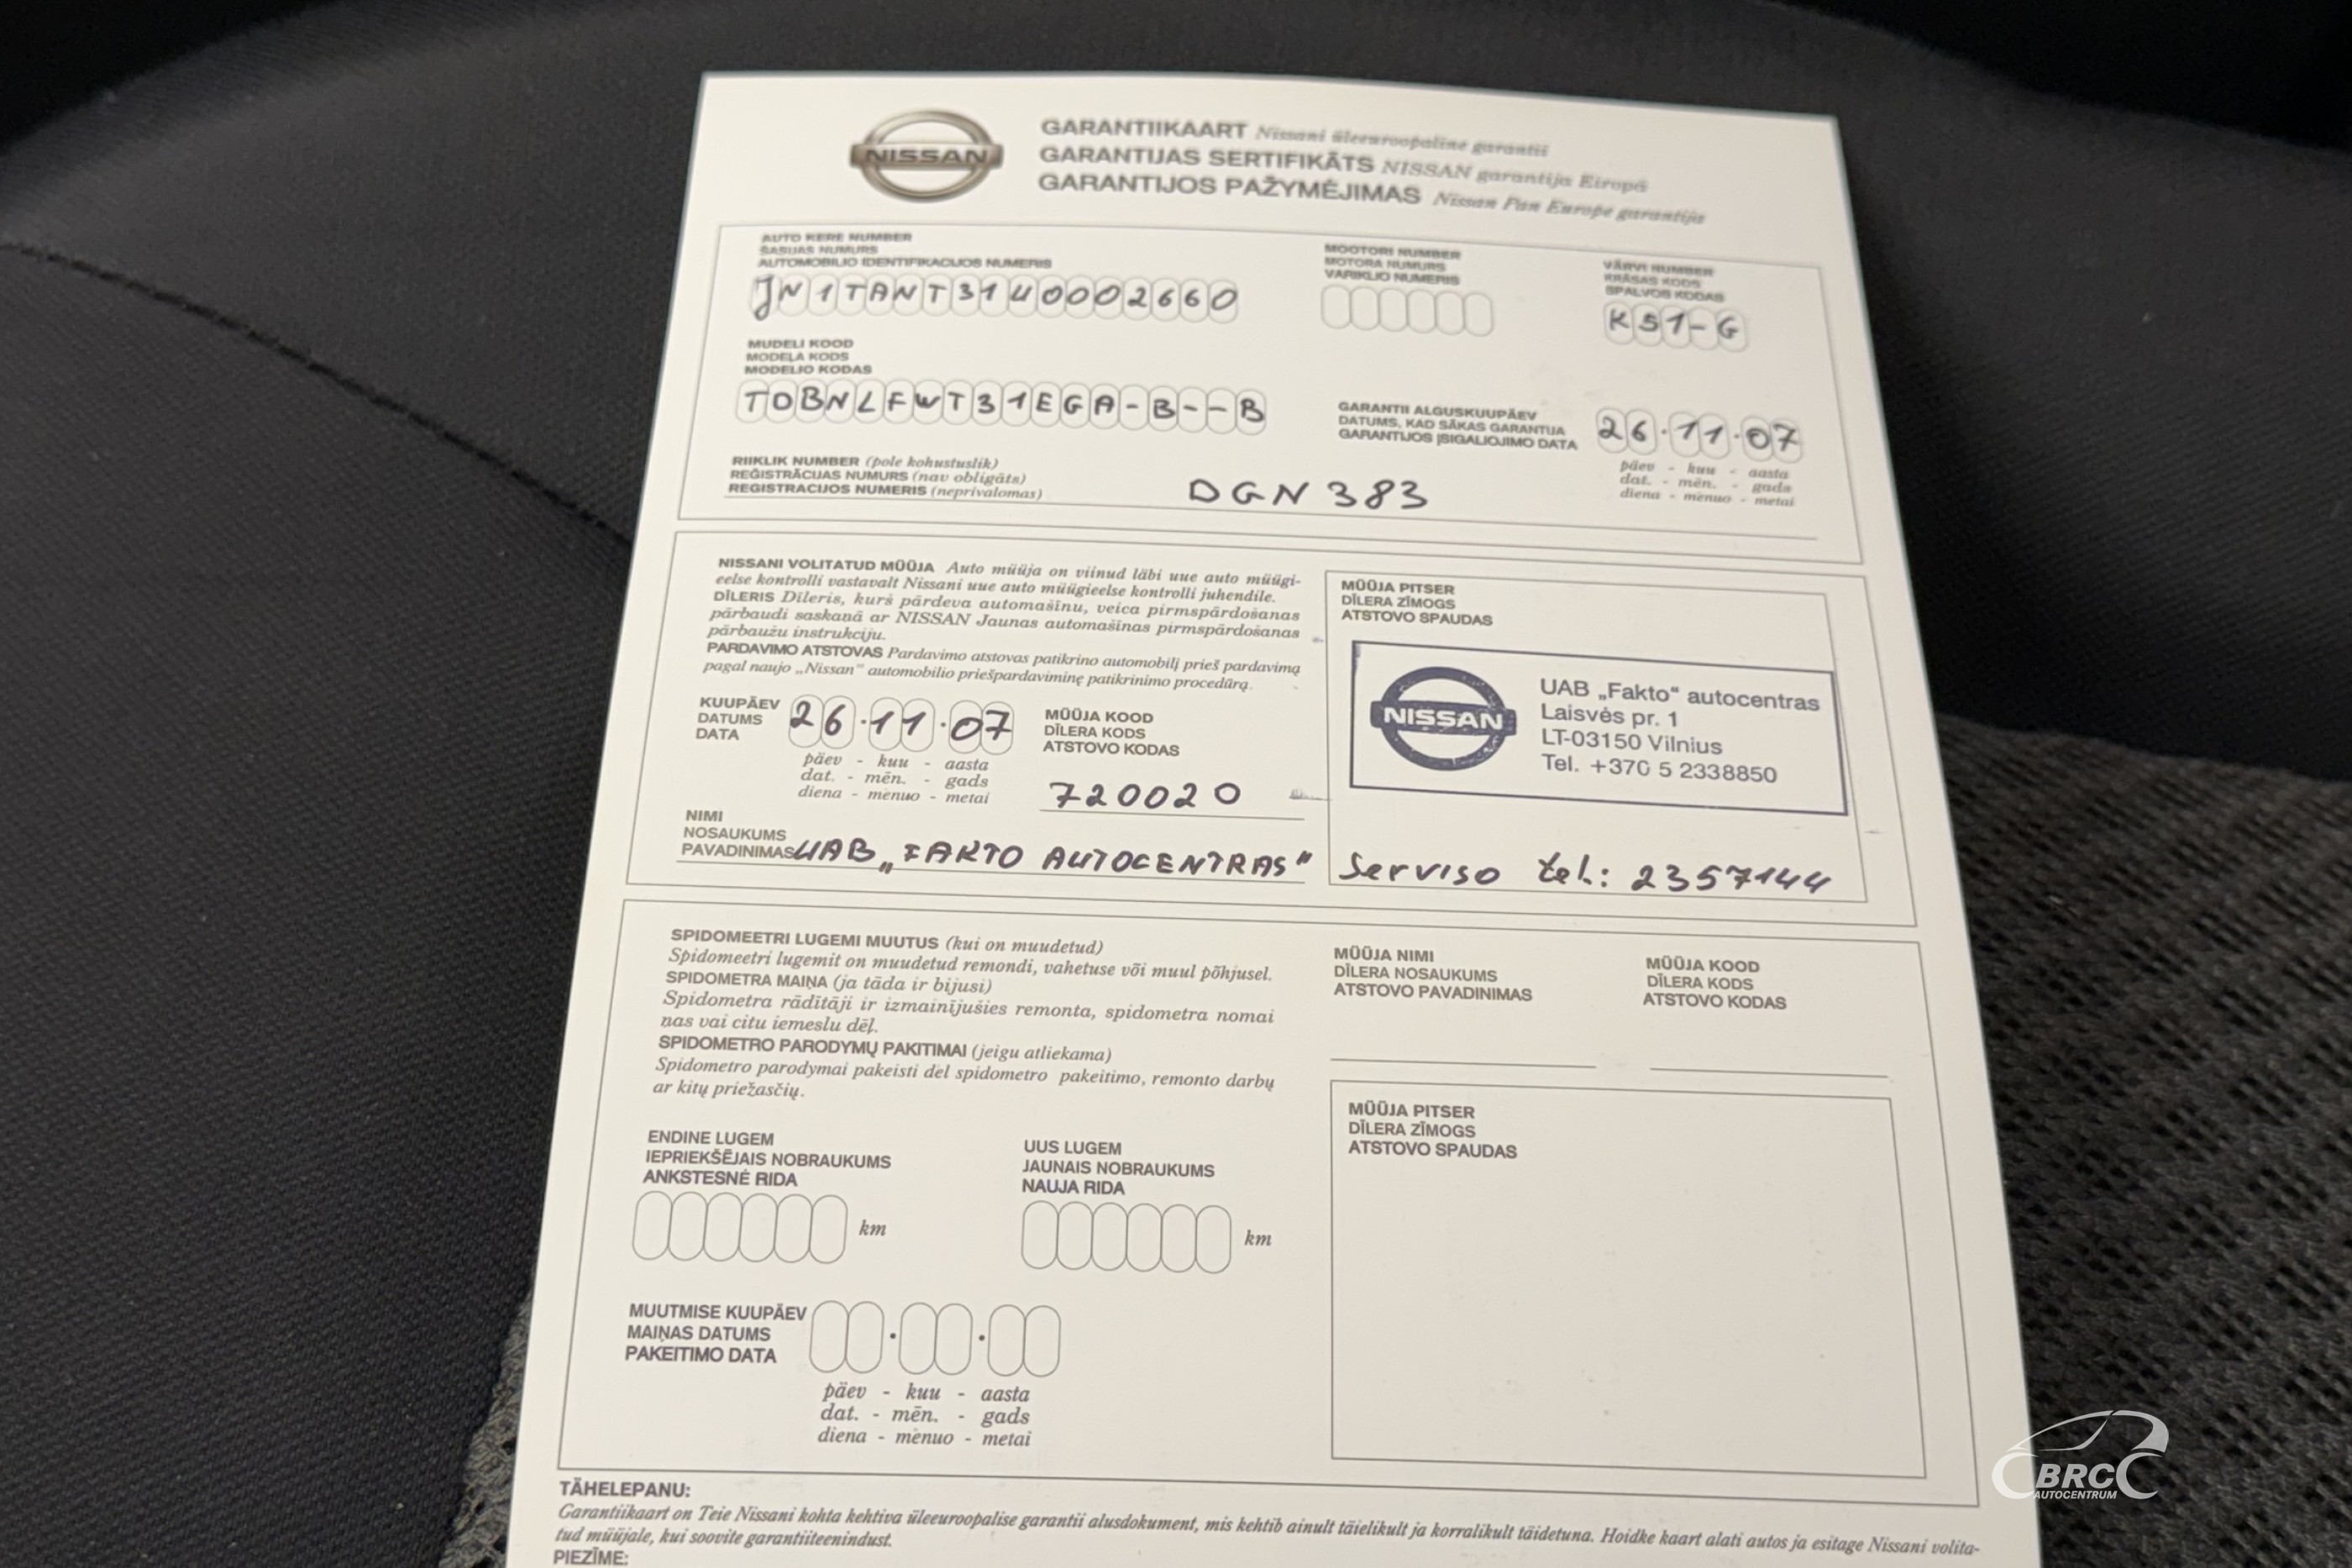 NISSAN
GARANTIIKAART Nissani üleeuroopaline garantii
GARANTIJAS SERTIFIKĀTS NISSAN garantija Eiropā
GARANTIJOS PAŽYMĖJIMAS Nissan Pan Europe garantija
AUTO KERE NUMBER
ŠASIJAS NUMURS
AUTOMOBILIO IDENTIFIKACIJOS NUMERIS
JN1TANT31U0002660
MOOTORI NUMBER
MOTORA NUMURS
VARIKLIO NUMERIS
VÄRVI NUMBER
KRĀSAS KODS
SPALVOS KODAS
K51-G
MUDELI KOOD
MODEĻA KODS
MODELIO KODAS
TDBNLFWT31EGA-B--B
GARANTII ALGUSKUUPÄEV
DATUMS, KAD SĀKAS GARANTIJA
GARANTIJOS ĮSIGALIOJIMO DATA
26.11.07
päev - kuu - aasta
dat. - mēn. - gads
diena - mėnuo - metai
RIIKLIK NUMBER (pole kohustuslik)
REĢISTRĀCIJAS NUMURS (nav obligāts)
REGISTRACIJOS NUMERIS (neprivalomas)
DGN 383
NISSANI VOLITATUD MÜÜJA Auto müüja on viinud läbi uue auto müügi-
eelse kontrolli vastavalt Nissani uue auto müügieelse kontrolli juhendile.
DĪLERIS Dīleris, kurš pārdeva automašīnu, veica pirmspārdošanas
pārbaudi saskaņā ar NISSAN Jaunas automašīnas pirmspārdošanas
pārbaužu instrukciju.
PARDAVIMO ATSTOVAS Pardavimo atstovas patikrino automobilį prieš pardavimą
pagal naujo „Nissan" automobilio priešpardaviminę patikrinimo procedūrą.
KUUPÄEV
DATUMS
DATA
26.11.07
päev - kuu - aasta
dat. - mēn. - gads
diena - mėnuo - metai
MÜÜJA KOOD
DĪLERA KODS
ATSTOVO KODAS
720020
NIMI
NOSAUKUMS
PAVADINIMAS UAB „FAKTO AUTOCENTRAS"
MÜÜJA PITSER
DĪLERA ZĪMOGS
ATSTOVO SPAUDAS
NISSAN
UAB „Fakto" autocentras
Laisvės pr. 1
LT-03150 Vilnius
Tel. +370 5 2338850
Serviso tel.: 2357144
SPIDOMEETRI LUGEMI MUUTUS (kui on muudetud)
Spidomeetri lugemit on muudetud remondi, vahetuse või muul põhjusel.
SPIDOMETRA MAIŅA (ja tāda ir bijusi)
Spidometra rādītāji ir izmainījušies remonta, spidometra nomai
ņas vai citu iemeslu dēļ.
SPIDOMETRO PARODYMŲ PAKITIMAI (jeigu atliekama)
Spidometro parodymai pakeisti dėl spidometro pakeitimo, remonto darbų
ar kitų priežasčių.
MÜÜJA NIMI
DĪLERA NOSAUKUMS
ATSTOVO PAVADINIMAS
MÜÜJA KOOD
DĪLERA KODS
ATSTOVO KODAS
ENDINE LUGEM
IEPRIEKŠĒJAIS NOBRAUKUMS
ANKSTESNĖ RIDA
km
UUS LUGEM
JAUNAIS NOBRAUKUMS
NAUJA RIDA
km
MÜÜJA PITSER
DĪLERA ZĪMOGS
ATSTOVO SPAUDAS
MUUTMISE KUUPÄEV
MAIŅAS DATUMS
PAKEITIMO DATA
päev - kuu - aasta
dat. - mēn. - gads
diena - mėnuo - metai
TÄHELEPANU:
Garantiikaart on Teie Nissani kohta kehtiva üleeuroopalise garantii alusdokument, mis kehtib ainult täielikult ja korralikult täidetuna. Hoidke kaart alati autos ja esitage Nissani volita-
tud müüjale, kui soovite garantiiteenindust.
PIEZĪME:
BRC
AUTOCENTRUM